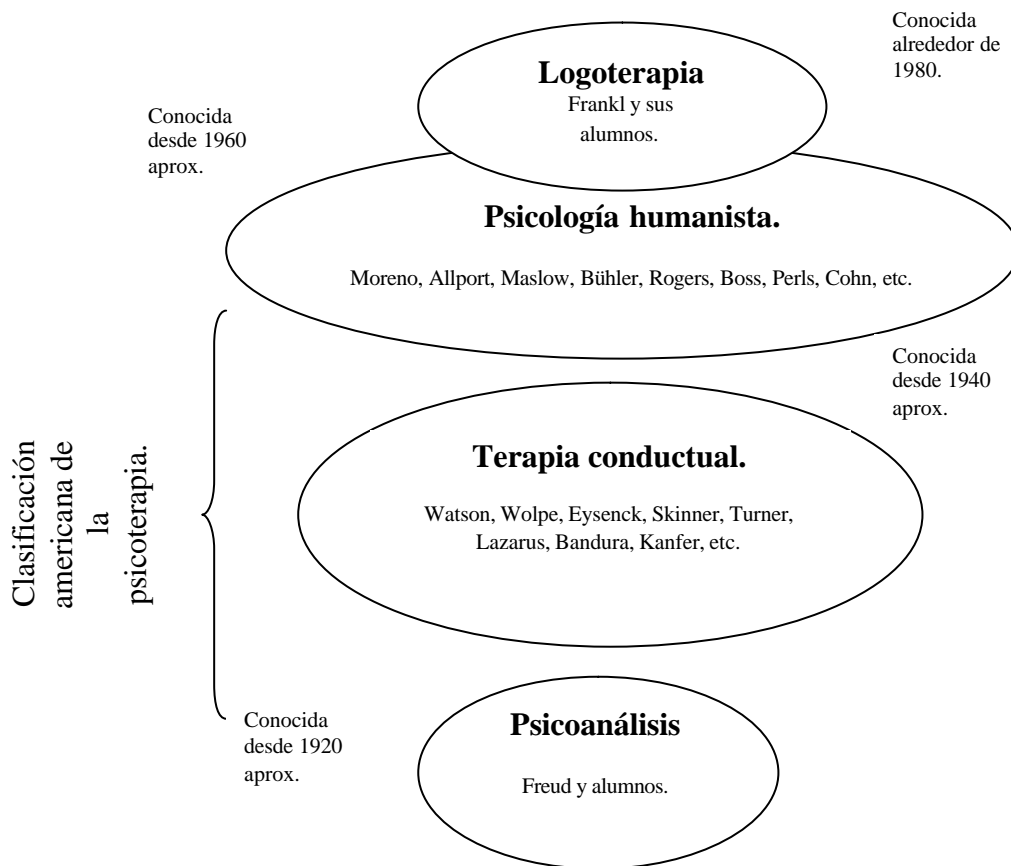 Conocida
alrededor de
1980.
Logoterapia
Frankl y sus
alumnos.
Conocida
desde 1960
aprox.
Psicología humanista.
Moreno, Allport, Maslow, Bühler, Rogers, Boss, Perls, Cohn, etc.
Conocida
desde 1940
aprox.
Terapia conductual.
Watson, Wolpe, Eysenck, Skinner, Turner,
Lazarus, Bandura, Kanfer, etc.
Clasificación
americana de
la
psicoterapia.
Conocida
desde 1920
aprox.
Psicoanálisis
Freud y alumnos.